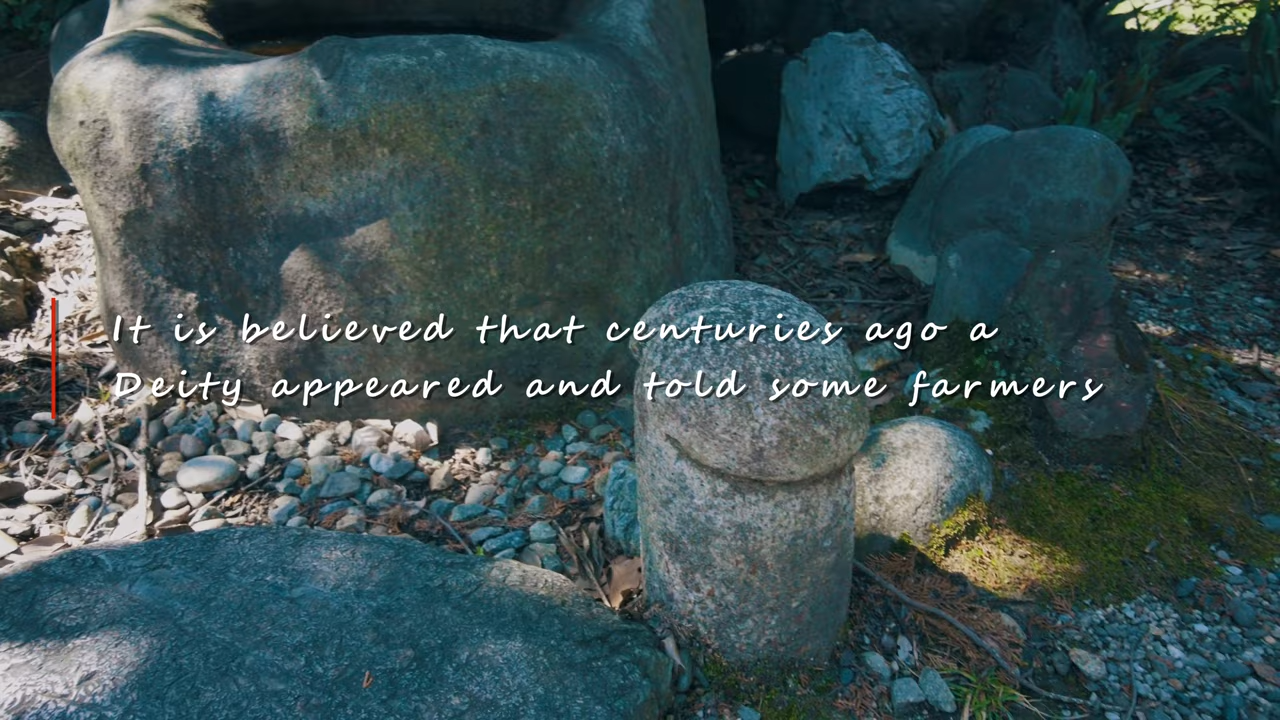 It is believed that centuries ago a
Deity appeared and told some farmers